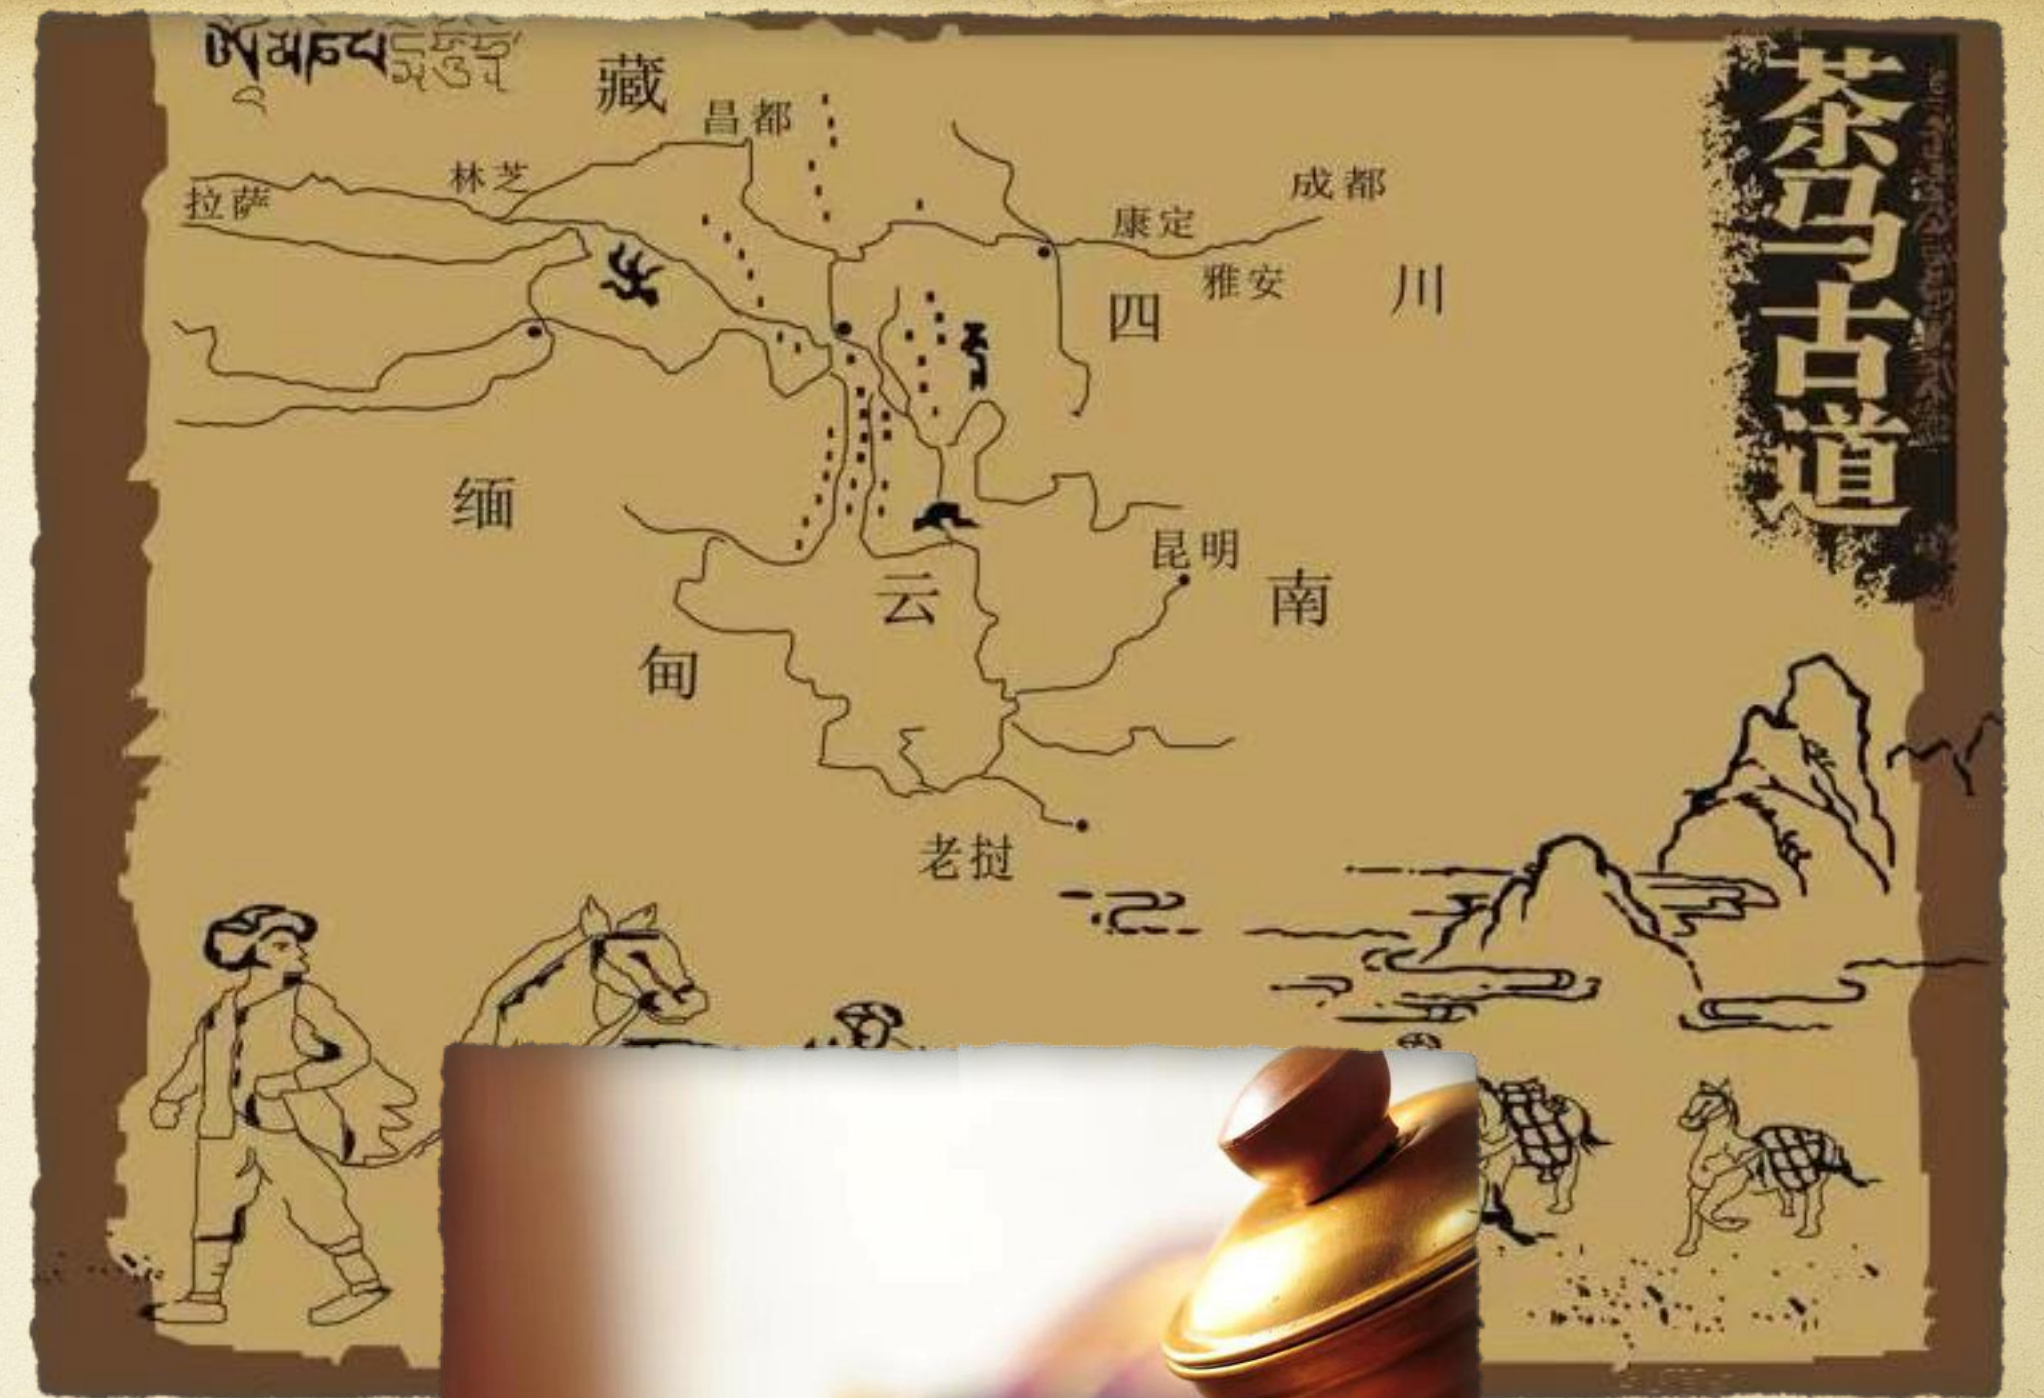 茶马古道
藏
昌都
林芝
拉萨
成都
康定
雅安
四川
缅甸
昆明
云南
老挝